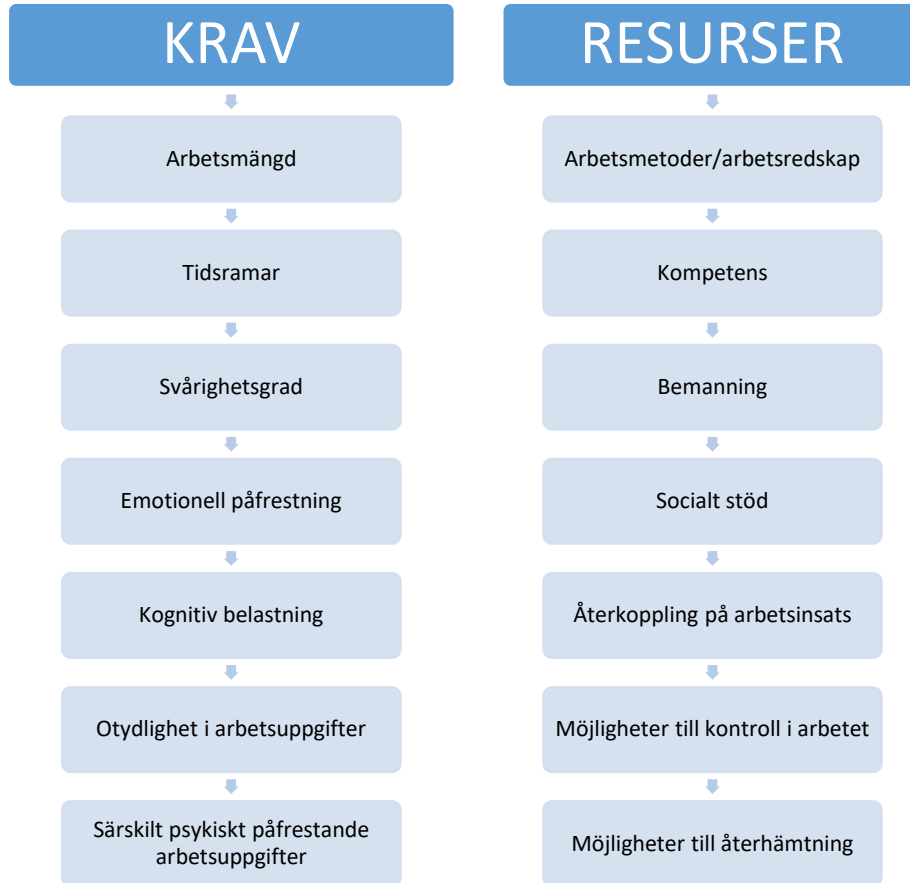 KRAV
Arbetsmängd
Tidsramar
Svårighetsgrad
Emotionell påfrestning
Kognitiv belastning
Otydlighet i arbetsuppgifter
Särskilt psykiskt påfrestande
arbetsuppgifter
RESURSER
Arbetsmetoder/arbetsredskap
Kompetens
Bemanning
Socialt stöd
Återkoppling på arbetsinsats
Möjligheter till kontroll i arbetet
Möjligheter till återhämtning